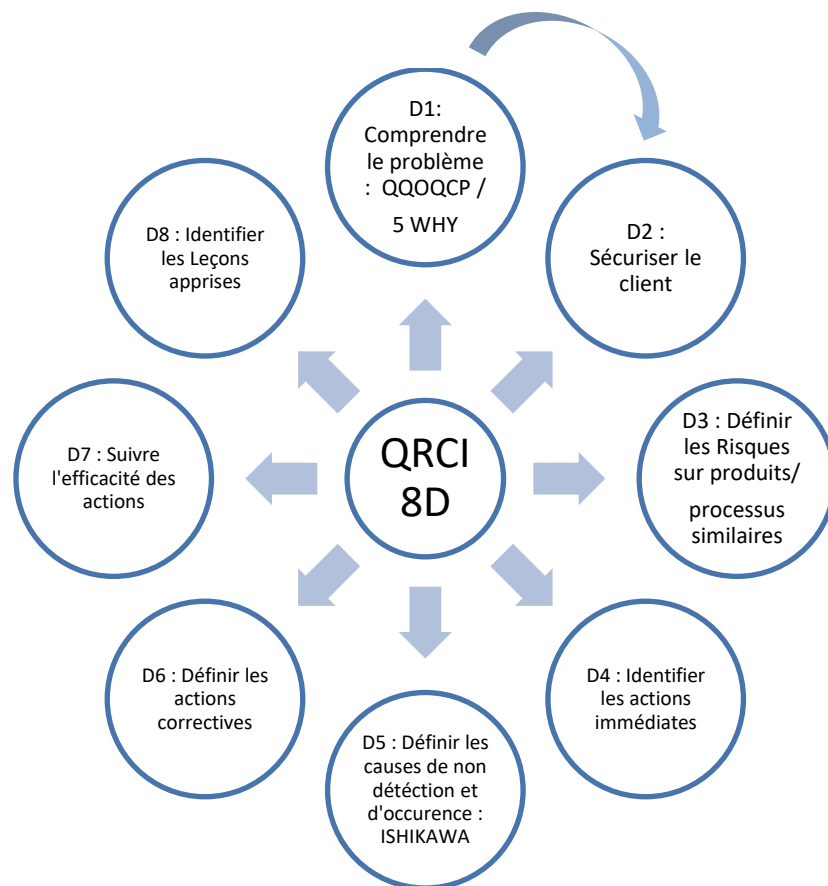 D1:
Comprendre
le problème
: QQOQCP /
5 WHY
D2 :
Sécuriser le
client
D3 : Définir
les Risques
sur produits/
processus
similaires
D4 : Identifier
les actions
immédiates
D5 : Définir les
causes de non
détéction et
d'occurence :
ISHIKAWA
D6 : Définir les
actions
correctives
D7 : Suivre
l'efficacité des
actions
D8 : Identifier
les Leçons
apprises
QRCI
8D